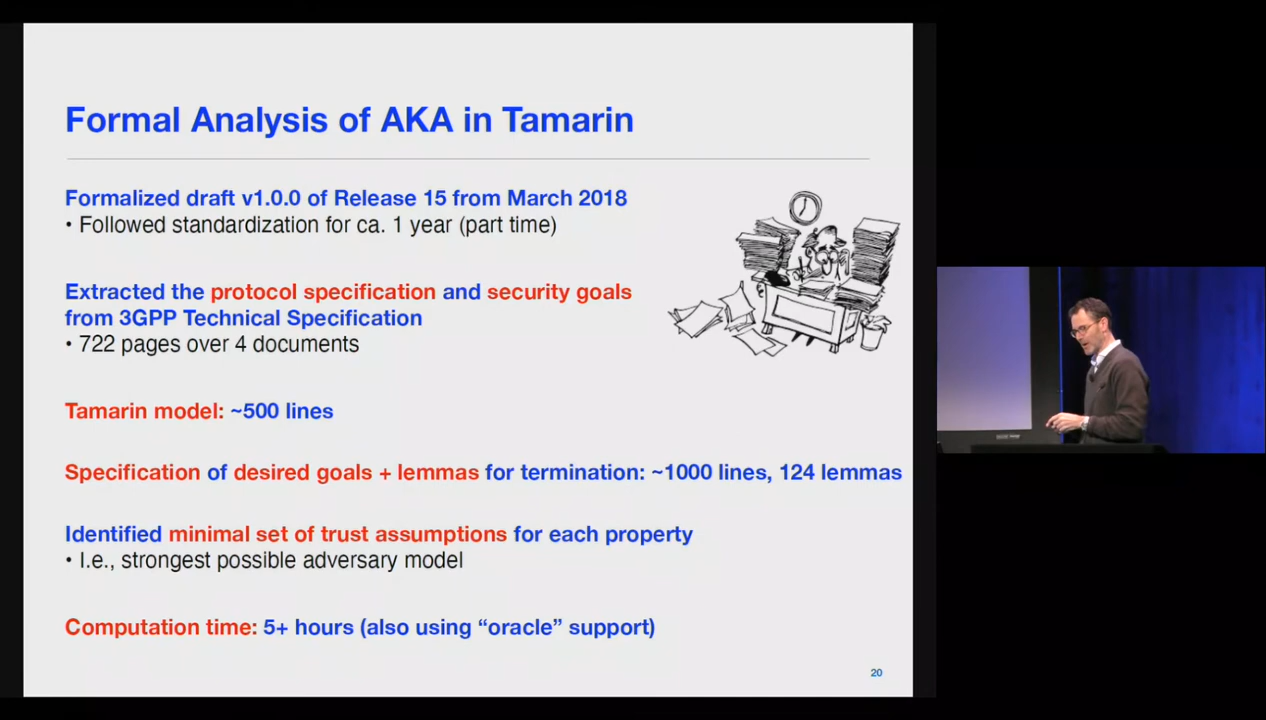 Formal Analysis of AKA in Tamarin
Formalized draft v1.0.0 of Release 15 from March 2018
• Followed standardization for ca. 1 year (part time)
Extracted the protocol specification and security goals
from 3GPP Technical Specification
• 722 pages over 4 documents
Tamarin model: ~500 lines
Specification of desired goals + lemmas for termination: ~1000 lines, 124 lemmas
Identified minimal set of trust assumptions for each property
• I.e., strongest possible adversary model
Computation time: 5+ hours (also using “oracle” support)
20